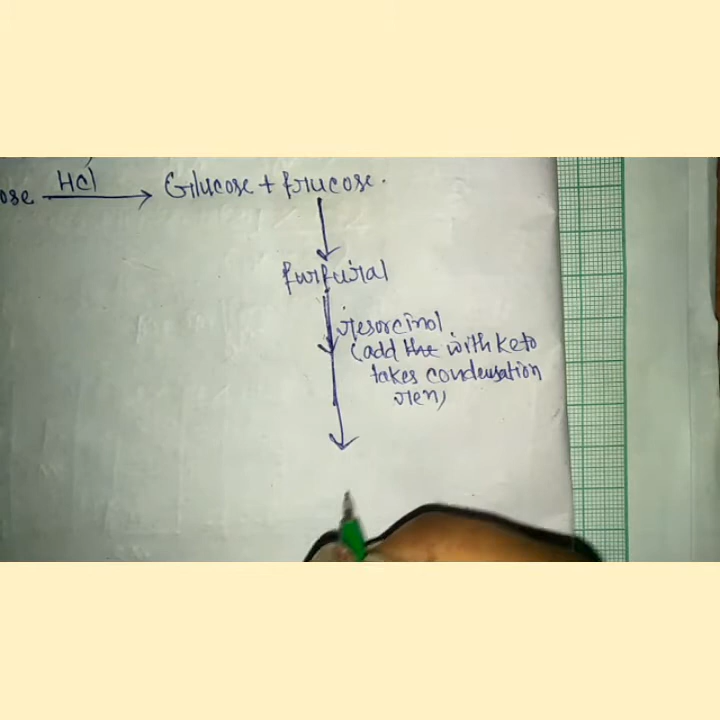 ose HCl → Glucose + frucose.
furfural
resorcinol
(add the with keto
takes condensation
rien)